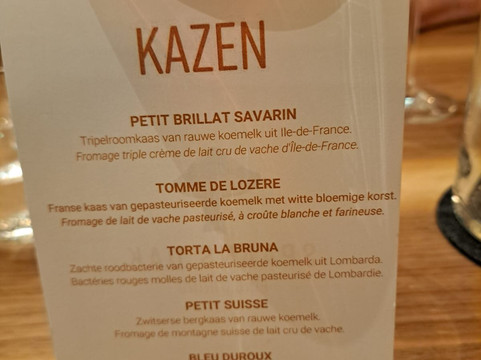 KAZEN
PETIT BRILLAT SAVARIN
Tripelroomkaas van rauwe koemelk uit Ile-de-France.
Fromage triple crème de lait cru de vache d'Île-de-France.
TOMME DE LOZERE
Franse kaas van gepasteuriseerde koemelk met witte bloemige korst.
Fromage de lait de vache pasteurisé, à croûte blanche et farineuse.
TORTA LA BRUNA
Zachte roodbacterie van gepasteuriseerde koemelk uit Lombarda.
Bactéries rouges molles de lait de vache pasteurisé de Lombardie.
PETIT SUISSE
Zwitserse bergkaas van rauwe koemelk.
Fromage de montagne suisse de lait cru de vache.
BLEU DUROUX